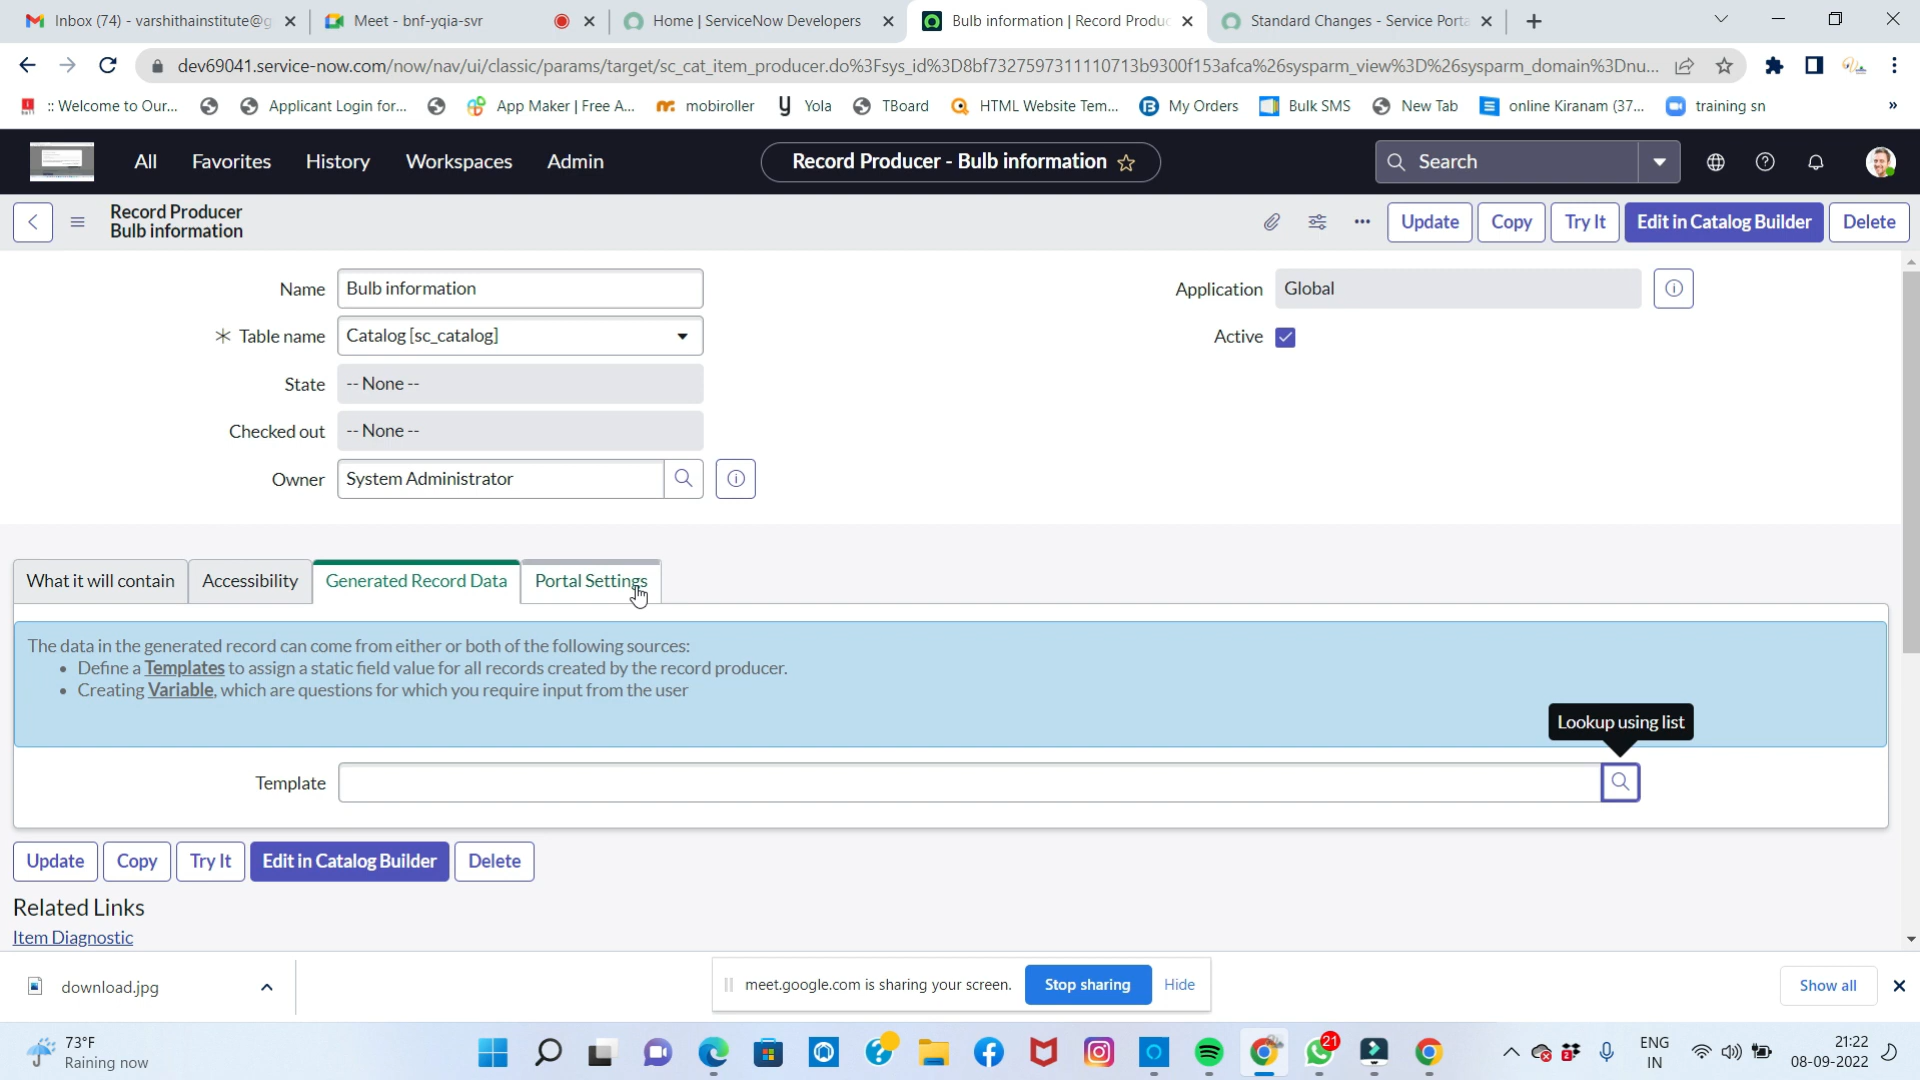 Inbox (74) - varshithainstitute@g
Meet - bnf-yqia-svr
Home | ServiceNow Developers
Bulb information | Record Produc
Standard Changes - Service Porta
dev69041.service-now.com/now/nav/ui/classic/params/target/sc_cat_item_producer.do%3Fsys_id%3D8bf7327597311110713b9300f153afca%26sysparm_view%3D%26sysparm_domain%3Dnu...
:: Welcome to Our...
Applicant Login for...
App Maker | Free A...
mobiroller
Yola
TBoard
HTML Website Tem...
My Orders
Bulk SMS
New Tab
online Kiranam (37...
training sn
»
All
Favorites
History
Workspaces
Admin
Record Producer - Bulb information
Search
Record Producer
Bulb information
Update
Copy
Try It
Edit in Catalog Builder
Delete
Name
Bulb information
Application
Global
Table name
Catalog [sc_catalog]
Active
State
-- None --
Checked out
-- None --
Owner
System Administrator
What it will contain
Accessibility
Generated Record Data
Portal Settings
The data in the generated record can come from either or both of the following sources:
• Define a Templates to assign a static field value for all records created by the record producer.
• Creating Variable, which are questions for which you require input from the user
Lookup using list
Template
Update
Copy
Try It
Edit in Catalog Builder
Delete
Related Links
Item Diagnostic
download.jpg
meet.google.com is sharing your screen.
Stop sharing
Hide
Show all
73°F
Raining now
21
ENG
IN
21:22
08-09-2022